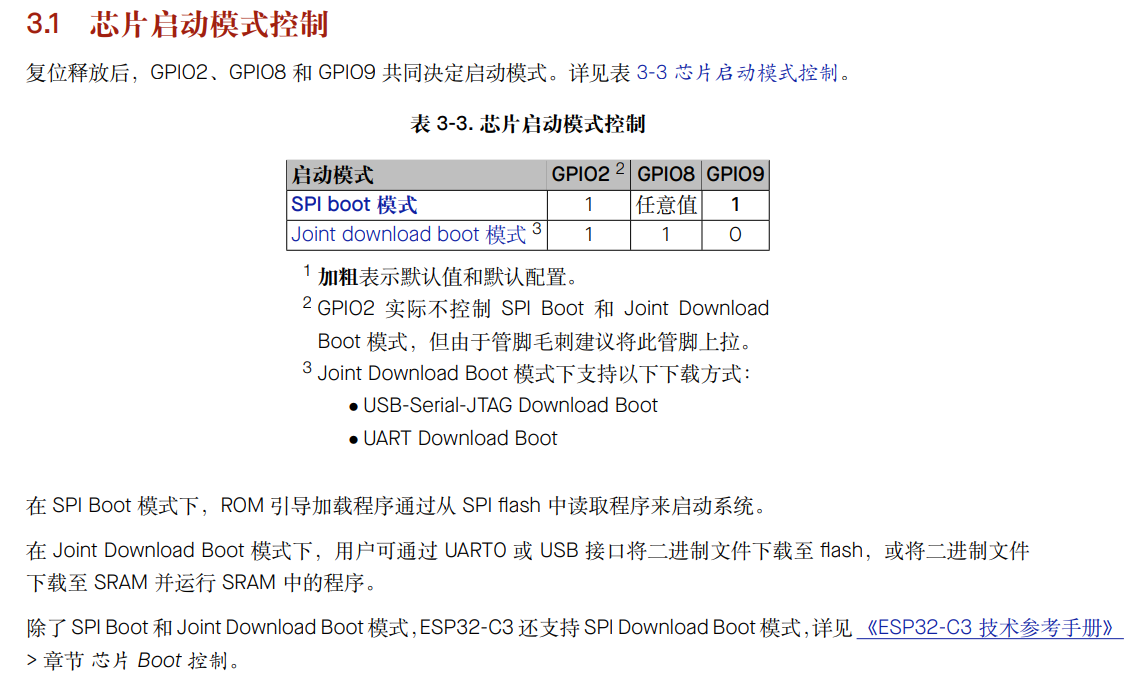 3.1 芯片启动模式控制
复位释放后，GPIO2、GPIO8 和 GPIO9 共同决定启动模式。详见表 3-3 芯片启动模式控制。
表 3-3. 芯片启动模式控制
启动模式 GPIO2 2 GPIO8 GPIO9
SPI boot 模式 1 任意值 1
Joint download boot 模式 3 1 1 0
1 加粗表示默认值和默认配置。
2 GPIO2 实际不控制 SPI Boot 和 Joint Download
Boot 模式，但由于管脚毛刺建议将此管脚上拉。
3 Joint Download Boot 模式下支持以下下载方式：
● USB-Serial-JTAG Download Boot
● UART Download Boot
在 SPI Boot 模式下，ROM 引导加载程序通过从 SPI flash 中读取程序来启动系统。
在 Joint Download Boot 模式下，用户可通过 UART0 或 USB 接口将二进制文件下载至 flash，或将二进制文件
下载至 SRAM 并运行 SRAM 中的程序。
除了 SPI Boot 和 Joint Download Boot 模式，ESP32-C3 还支持 SPI Download Boot 模式，详见 《ESP32-C3 技术参考手册》
> 章节 芯片 Boot 控制。